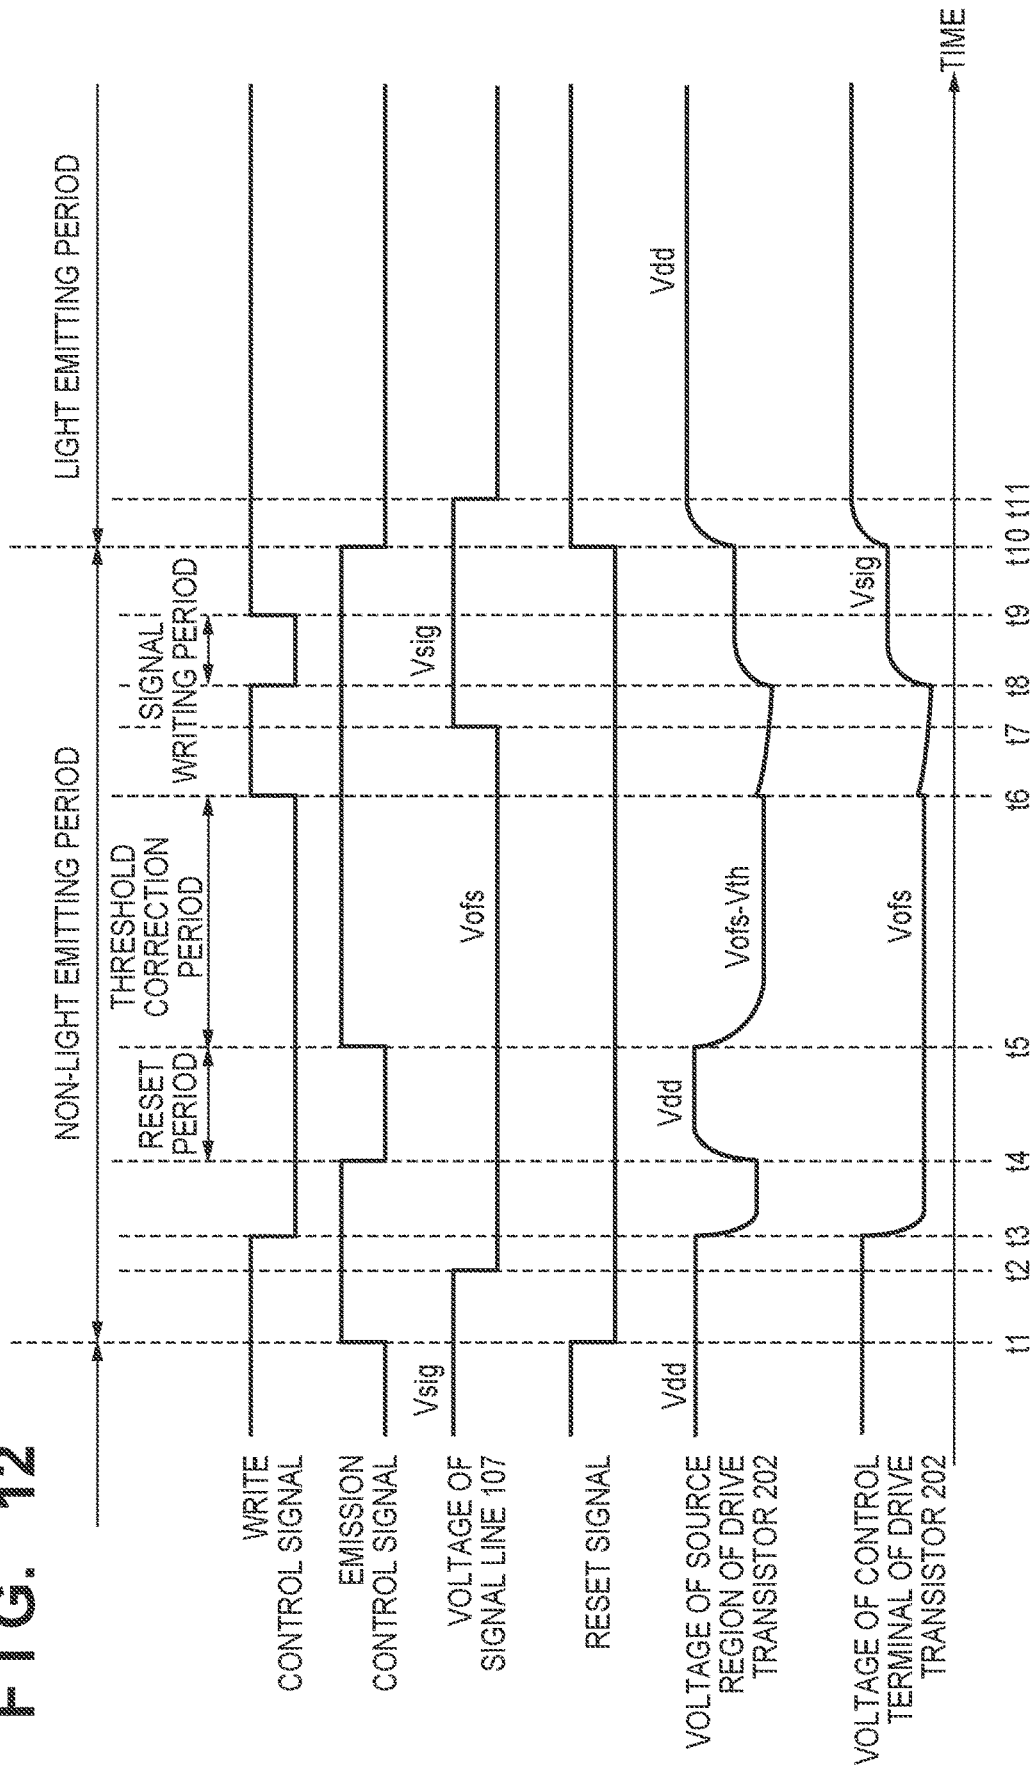 FIG. 12
NON-LIGHT EMITTING PERIOD
LIGHT EMITTING PERIOD
RESET
PERIOD
THRESHOLD
CORRECTION
PERIOD
SIGNAL
WRITING PERIOD
WRITE
CONTROL SIGNAL
EMISSION
CONTROL SIGNAL
VOLTAGE OF
SIGNAL LINE 107
Vsig
Vofs
Vsig
RESET SIGNAL
VOLTAGE OF SOURCE
REGION OF DRIVE
TRANSISTOR 202
Vdd
Vdd
Vofs-Vth
Vdd
VOLTAGE OF CONTROL
TERMINAL OF DRIVE
TRANSISTOR 202
Vofs
Vsig
TIME
t1 t2 t3 t4 t5 t6 t7 t8 t9 t10 t11